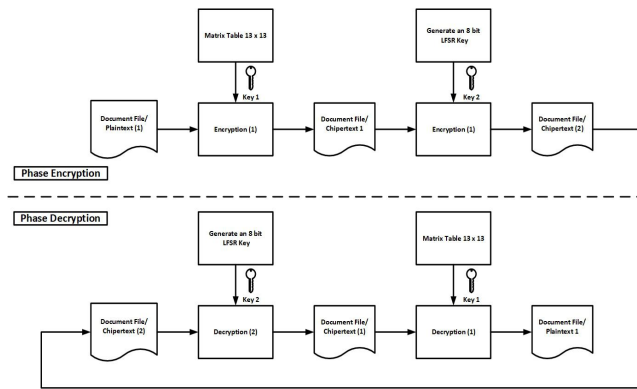 Matrix Table 13 x 13
Generate an 8 bit
LFSR Key
Key 1
Key 2
Document File/
Plaintext (1)
Encryption (1)
Document File/
Chipertext 1
Encryption (1)
Document File/
Chipertext (2)
Phase Encryption
Phase Decryption
Generate an 8 bit
LFSR Key
Matrix Table 13 x 13
Key 2
Key 1
Document File/
Chipertext (2)
Decryption (2)
Document File/
Chipertext (1)
Decryption (1)
Document File/
Plaintext 1